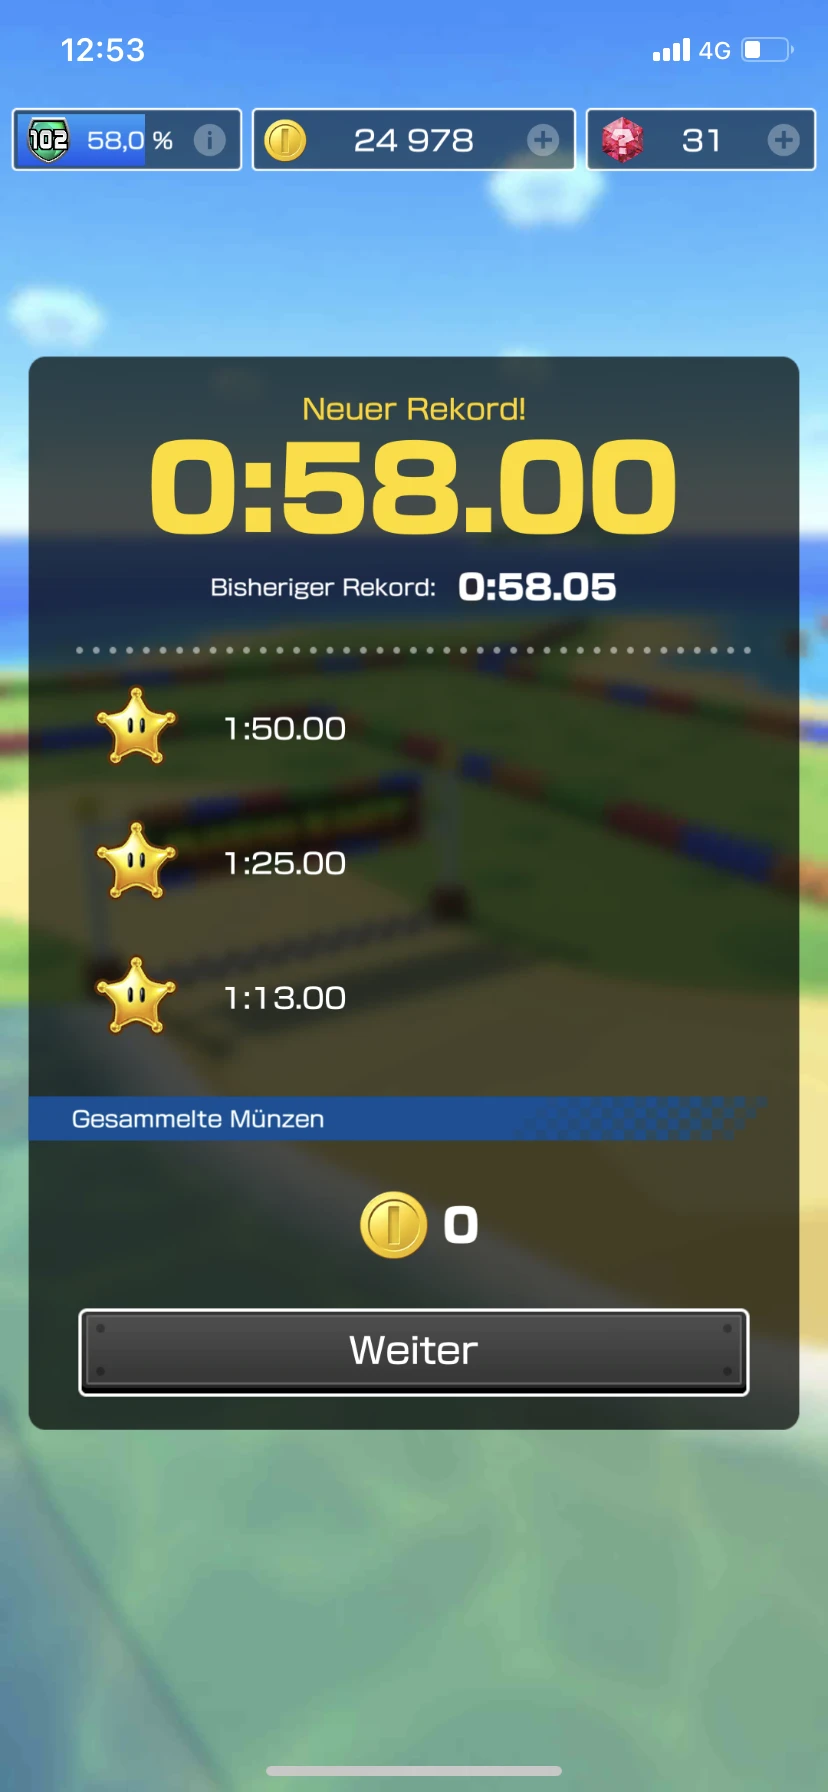 12:53 4G
102 58,0 % i 24 978 + ? 31 +
Neuer Rekord!
0:58.00
Bisheriger Rekord: 0:58.05
1:50.00
1:25.00
1:13.00
Gesammelte Münzen
0
Weiter